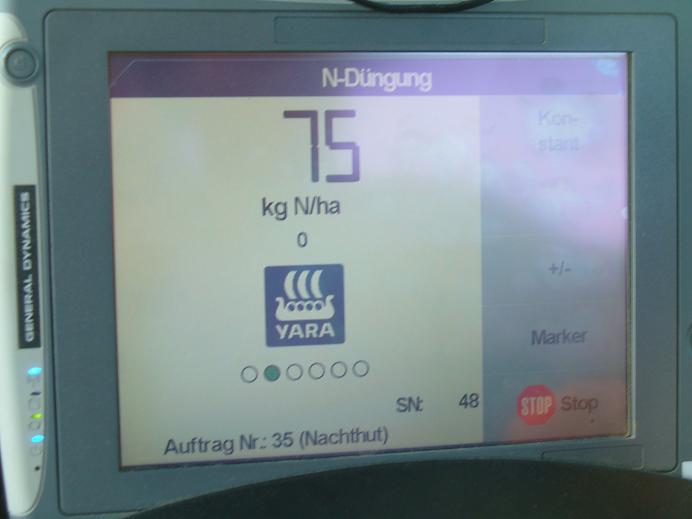 N-Düngung
75
kg N/ha
0
YARA
SN: 48
Auftrag Nr.: 35 (Nachthut)
Kon-
stant
+/-
Marker
STOP Stop
GENERAL DYNAMICS